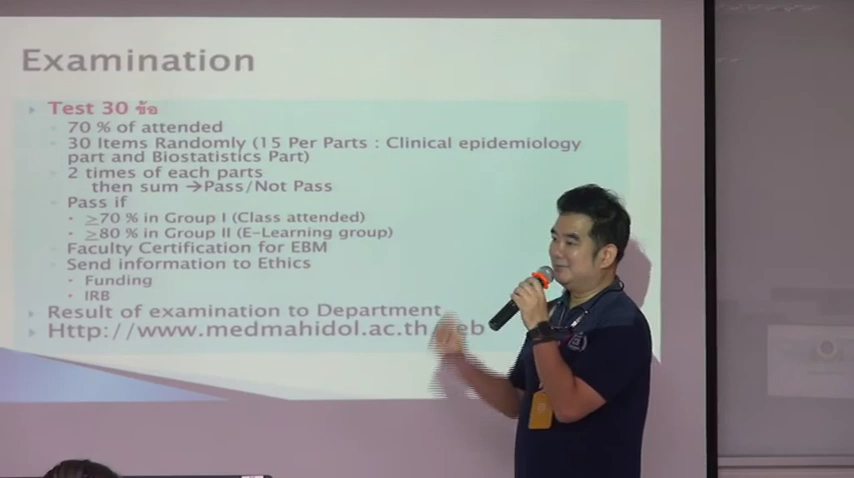 Examination
Test 30 ข้อ
70 % of attended
30 Items Randomly (15 Per Parts : Clinical epidemiology
part and Biostatistics Part)
2 times of each parts
then sum →Pass/Not Pass
Pass if
≥70 % in Group I (Class attended)
≥80 % in Group II (E-Learning group)
Faculty Certification for EBM
Send information to Ethics
Funding
IRB
Result of examination to Department
Http://www.medmahidol.ac.th